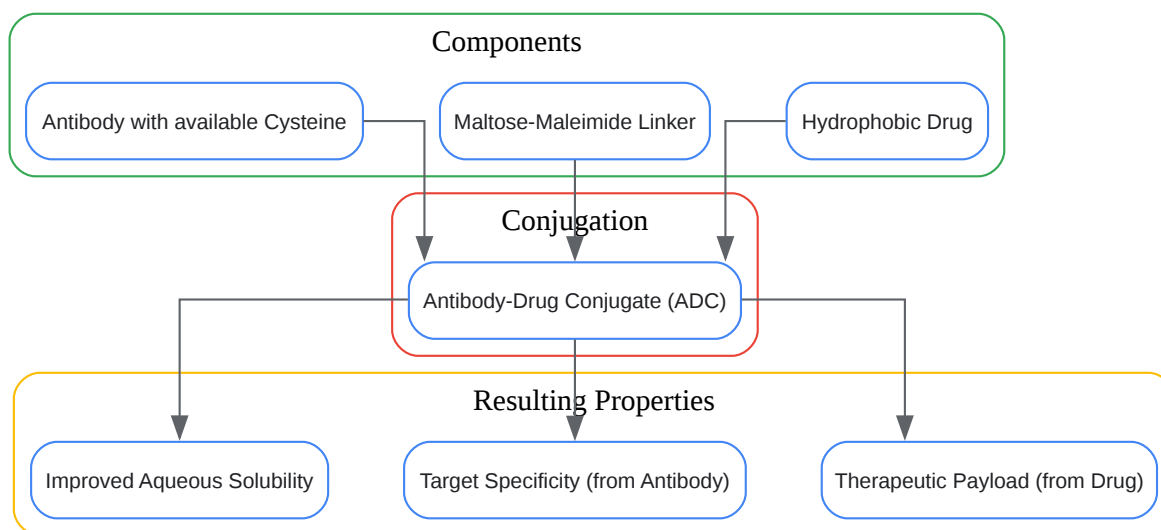 Components
Antibody with available Cysteine
Maltose-Maleimide Linker
Hydrophobic Drug
Conjugation
Antibody-Drug Conjugate (ADC)
Resulting Properties
Improved Aqueous Solubility
Target Specificity (from Antibody)
Therapeutic Payload (from Drug)